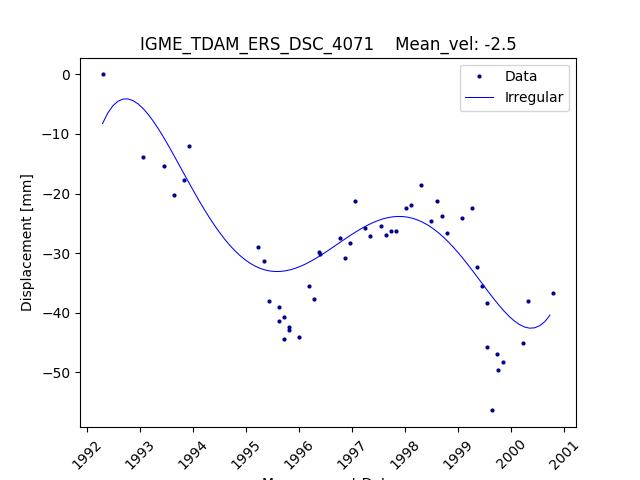 IGME_TDAM_ERS_DSC_4071    Mean_vel: -2.5
Data
Irregular
Displacement [mm]
0
−10
−20
−30
−40
−50
1992 1993 1994 1995 1996 1997 1998 1999 2000 2001